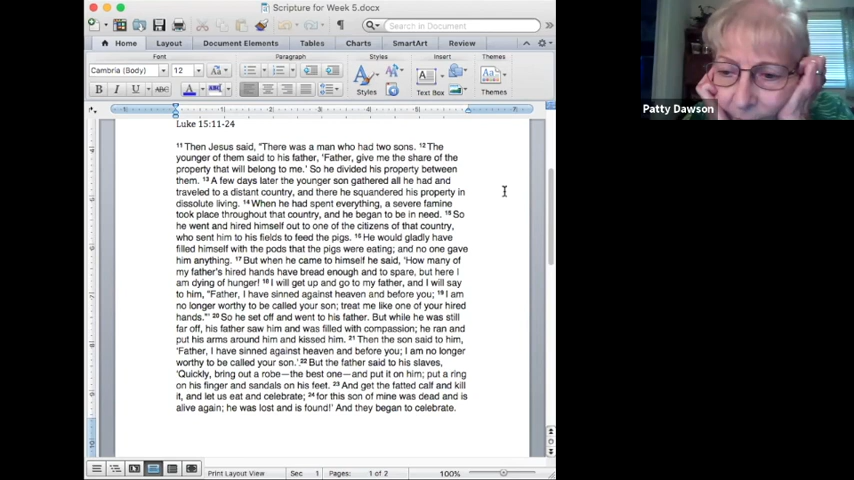 Scripture for Week 5.docx
Search in Document
Home Layout Document Elements Tables Charts SmartArt Review
Font Paragraph Styles Insert Themes
Cambria (Body) 12
B I U ABC A ABC Styles Text Box Themes
Luke 15:11-24
11 Then Jesus said, "There was a man who had two sons. 12 The
younger of them said to his father, 'Father, give me the share of the
property that will belong to me.' So he divided his property between
them. 13 A few days later the younger son gathered all he had and
traveled to a distant country, and there he squandered his property in
dissolute living. 14 When he had spent everything, a severe famine
took place throughout that country, and he began to be in need. 15 So
he went and hired himself out to one of the citizens of that country,
who sent him to his fields to feed the pigs. 16 He would gladly have
filled himself with the pods that the pigs were eating; and no one gave
him anything. 17 But when he came to himself he said, 'How many of
my father's hired hands have bread enough and to spare, but here I
am dying of hunger! 18 I will get up and go to my father, and I will say
to him, "Father, I have sinned against heaven and before you; 19 I am
no longer worthy to be called your son; treat me like one of your hired
hands."' 20 So he set off and went to his father. But while he was still
far off, his father saw him and was filled with compassion; he ran and
put his arms around him and kissed him. 21 Then the son said to him,
'Father, I have sinned against heaven and before you; I am no longer
worthy to be called your son.'. 22 But the father said to his slaves,
'Quickly, bring out a robe—the best one—and put it on him; put a ring
on his finger and sandals on his feet. 23 And get the fatted calf and kill
it, and let us eat and celebrate; 24 for this son of mine was dead and is
alive again; he was lost and is found!' And they began to celebrate.
Print Layout View Sec 1 Pages: 1 of 2 100%
Patty Dawson